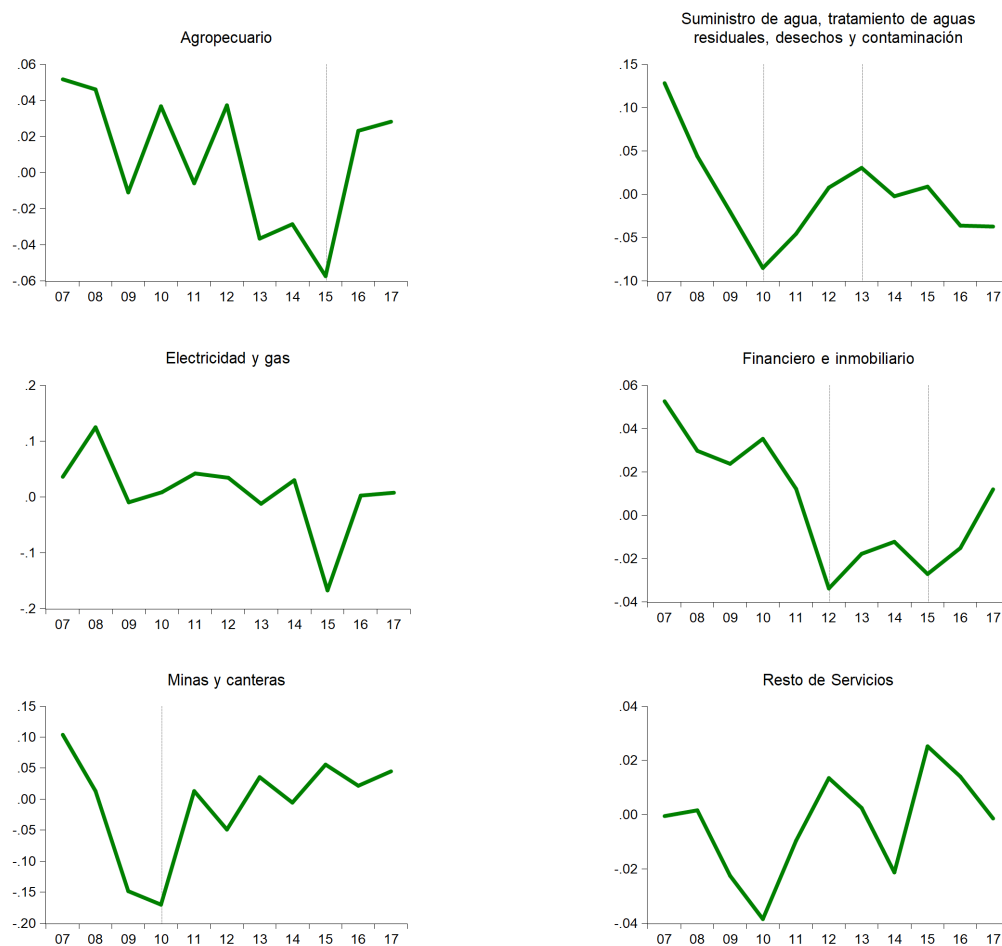 Agropecuario
.06
.04
.02
.00
-.02
-.04
-.06
07 08 09 10 11 12 13 14 15 16 17
Suministro de agua, tratamiento de aguas
residuales, desechos y contaminación
.15
.10
.05
.00
-.05
-.10
07 08 09 10 11 12 13 14 15 16 17
Electricidad y gas
.2
.1
.0
-.1
-.2
07 08 09 10 11 12 13 14 15 16 17
Financiero e inmobiliario
.06
.04
.02
.00
-.02
-.04
07 08 09 10 11 12 13 14 15 16 17
Minas y canteras
.15
.10
.05
.00
-.05
-.10
-.15
-.20
07 08 09 10 11 12 13 14 15 16 17
Resto de Servicios
.04
.02
.00
-.02
-.04
07 08 09 10 11 12 13 14 15 16 17